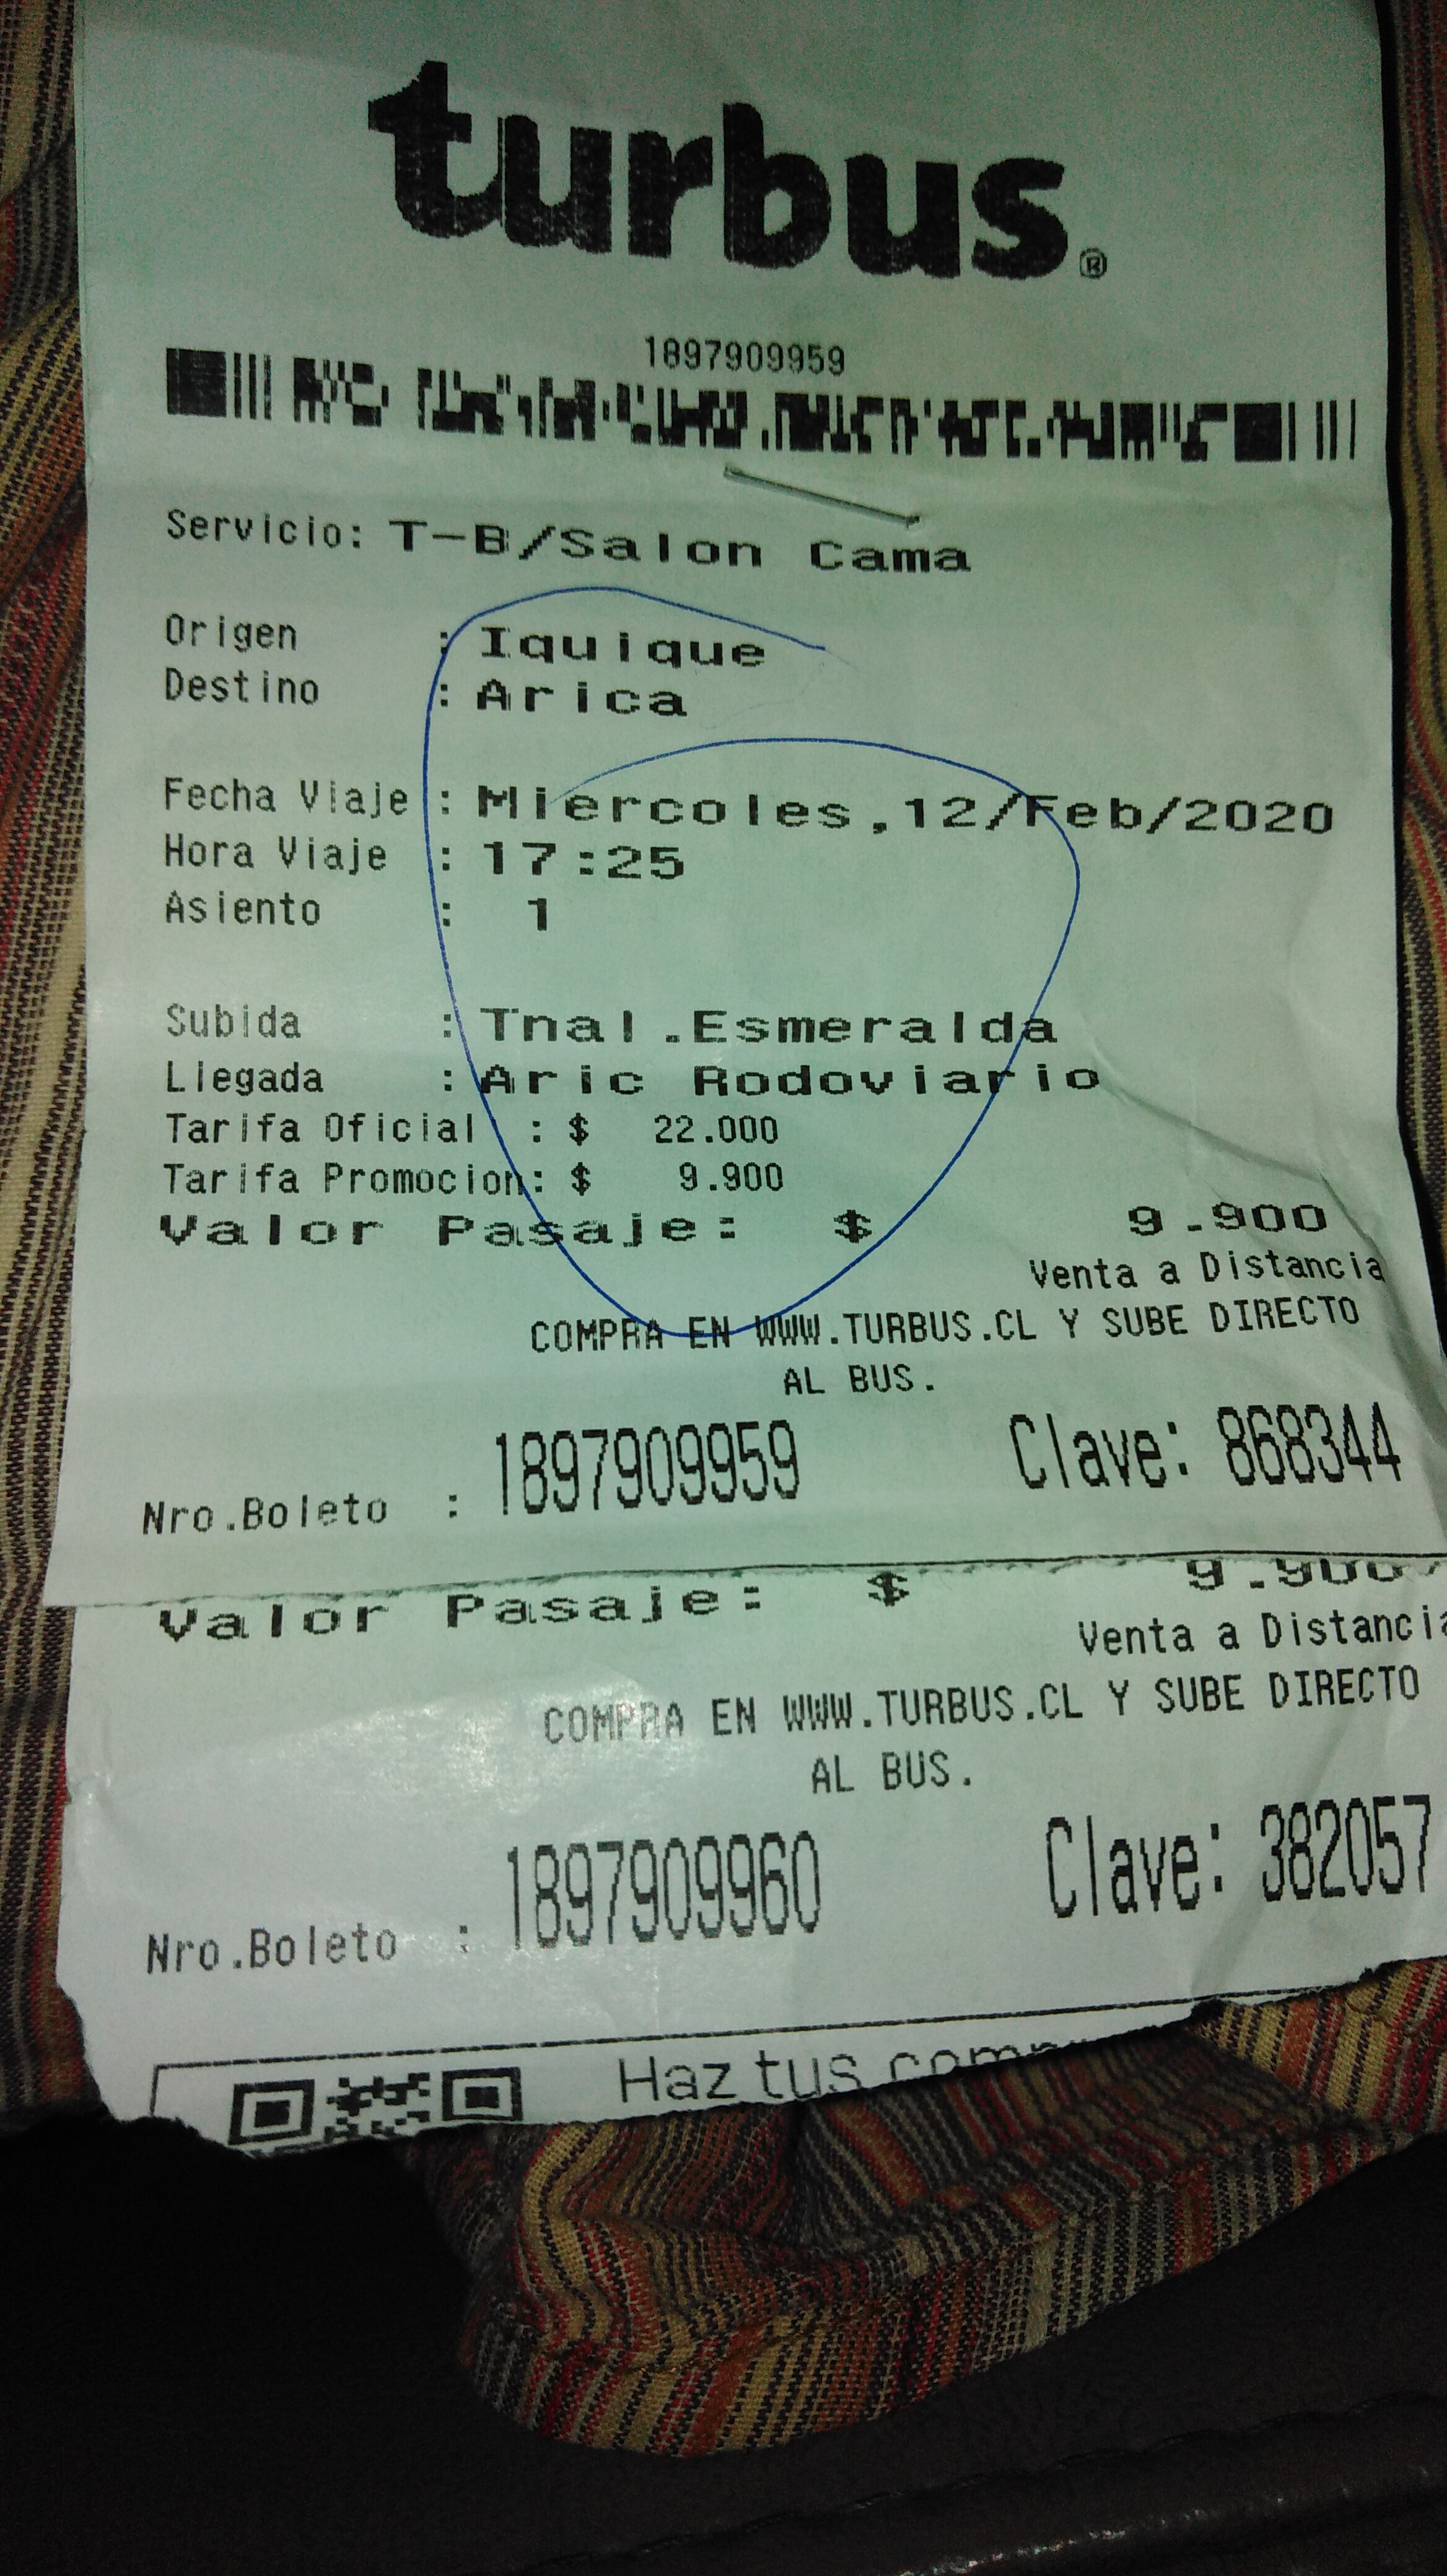 turbus®
1897909959
Servicio: T-B/Salon Cama
Origen : Iquique
Destino : Arica
Fecha Viaje : Miercoles,12/Feb/2020
Hora Viaje : 17:25
Asiento : 1
Subida : Tnal.Esmeralda
Llegada : Aric Rodoviario
Tarifa Oficial : $ 22.000
Tarifa Promocion: $ 9.900
Valor Pasaje: $ 9.900
Venta a Distancia
COMPRA EN WWW.TURBUS.CL Y SUBE DIRECTO
AL BUS.
Nro.Boleto : 1897909959 Clave: 868344
Valor Pasaje: $ 9.900
Venta a Distancia
COMPRA EN WWW.TURBUS.CL Y SUBE DIRECTO
AL BUS.
Nro.Boleto : 1897909960 Clave: 382057
Haz tus